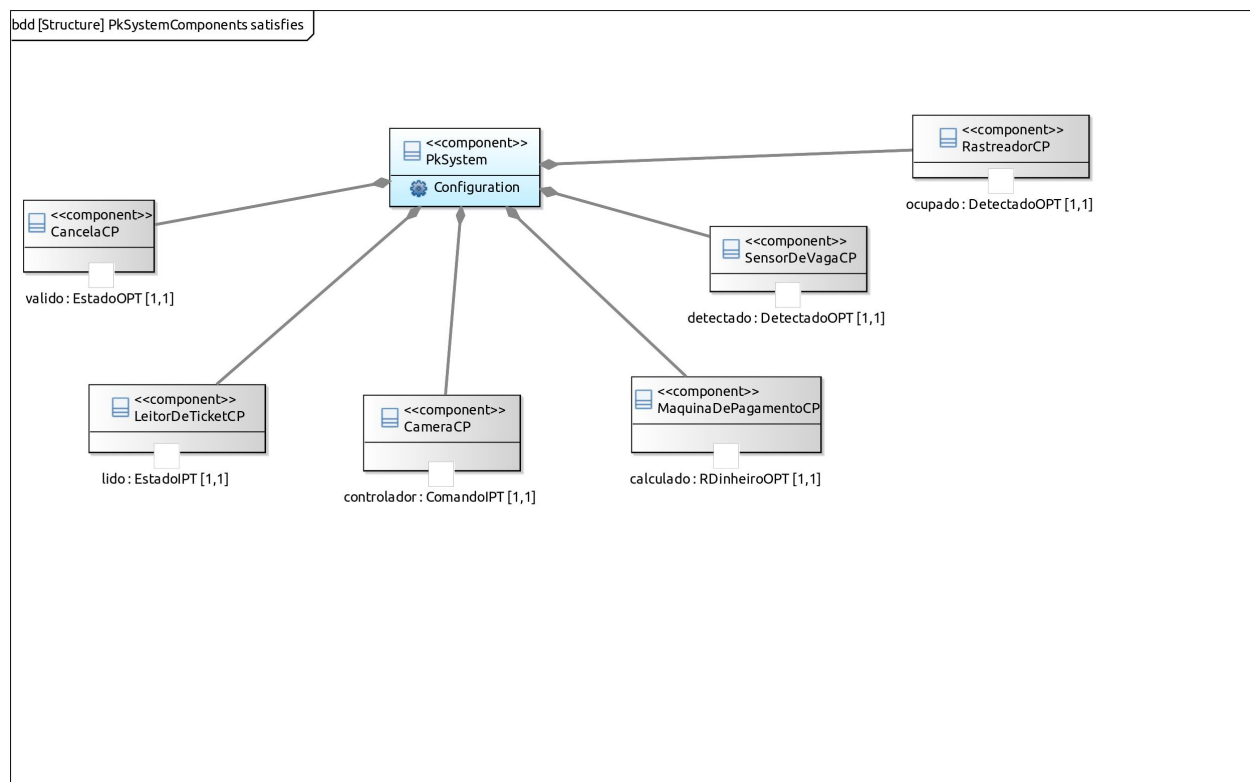 bdd [Structure] PkSystemComponents satisfies
<<component>>
PkSystem
Configuration
<<component>>
RastreadorCP
ocupado : DetectadoOPT [1,1]
<<component>>
CancelaCP
valido : EstadoOPT [1,1]
<<component>>
SensorDeVagaCP
detectado : DetectadoOPT [1,1]
<<component>>
LeitorDeTicketCP
lido : EstadoIPT [1,1]
<<component>>
CameraCP
controlador : ComandoIPT [1,1]
<<component>>
MaquinaDePagamentoCP
calculado : RDinheiroOPT [1,1]